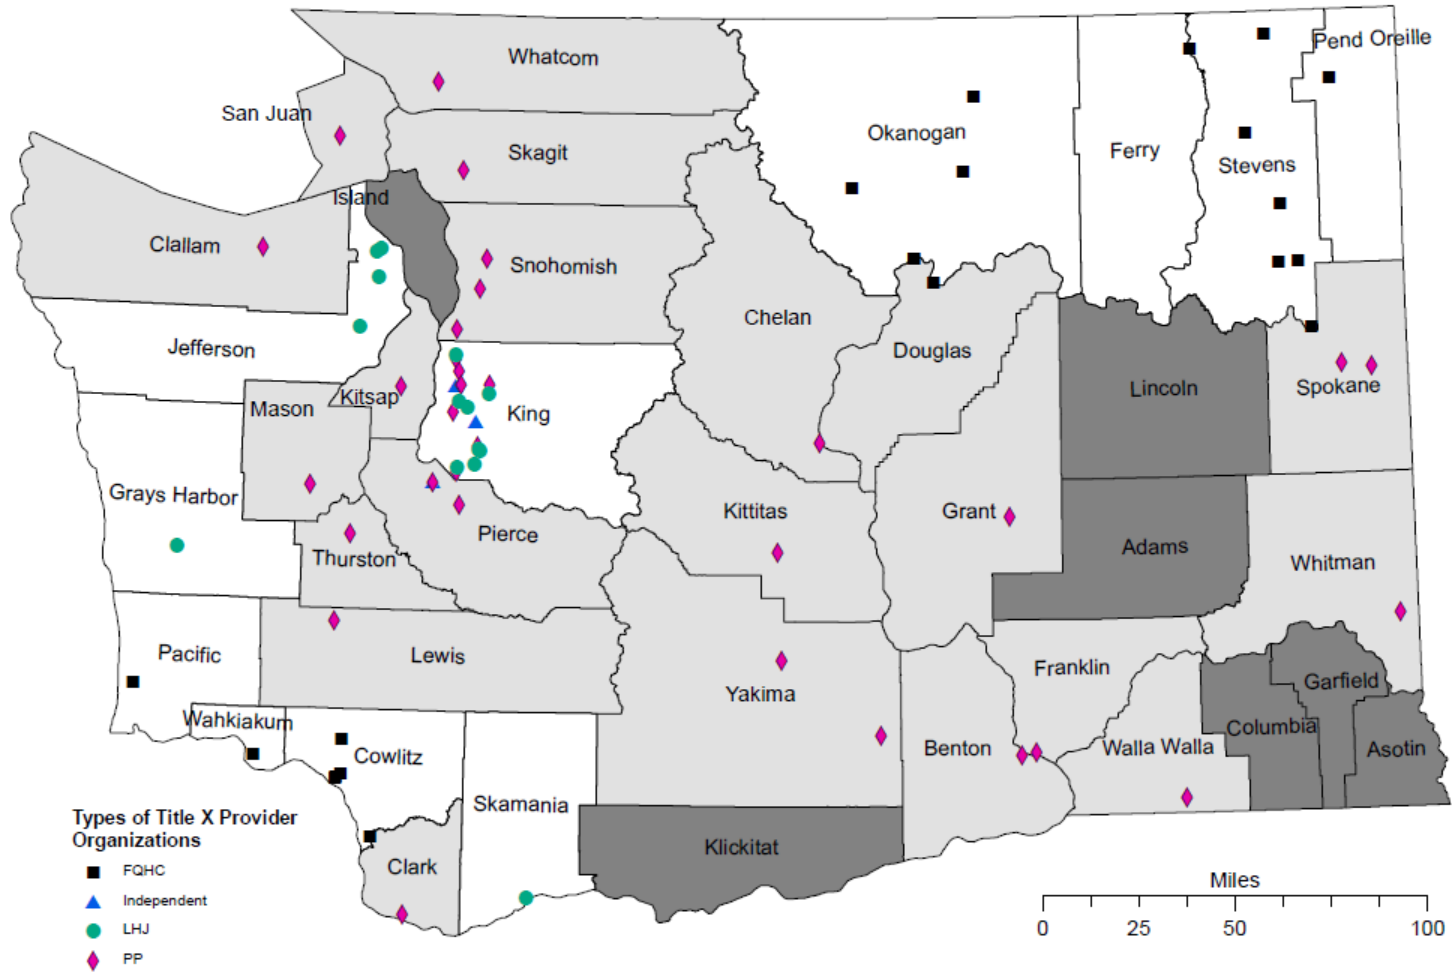 Whatcom
Pend Oreille
San Juan
Okanogan
Skagit
Ferry
Stevens
Island
Clallam
Snohomish
Chelan
Jefferson
Douglas
Lincoln
Spokane
Mason
Kitsap
King
Grays Harbor
Kittitas
Grant
Pierce
Adams
Thurston
Whitman
Pacific
Lewis
Franklin
Yakima
Garfield
Wahkiakum
Columbia
Cowlitz
Benton
Walla Walla
Asotin
Skamania
Klickitat
Clark
Types of Title X Provider
Organizations
FQHC
Independent
LHJ
PP
Miles
0 25 50 100